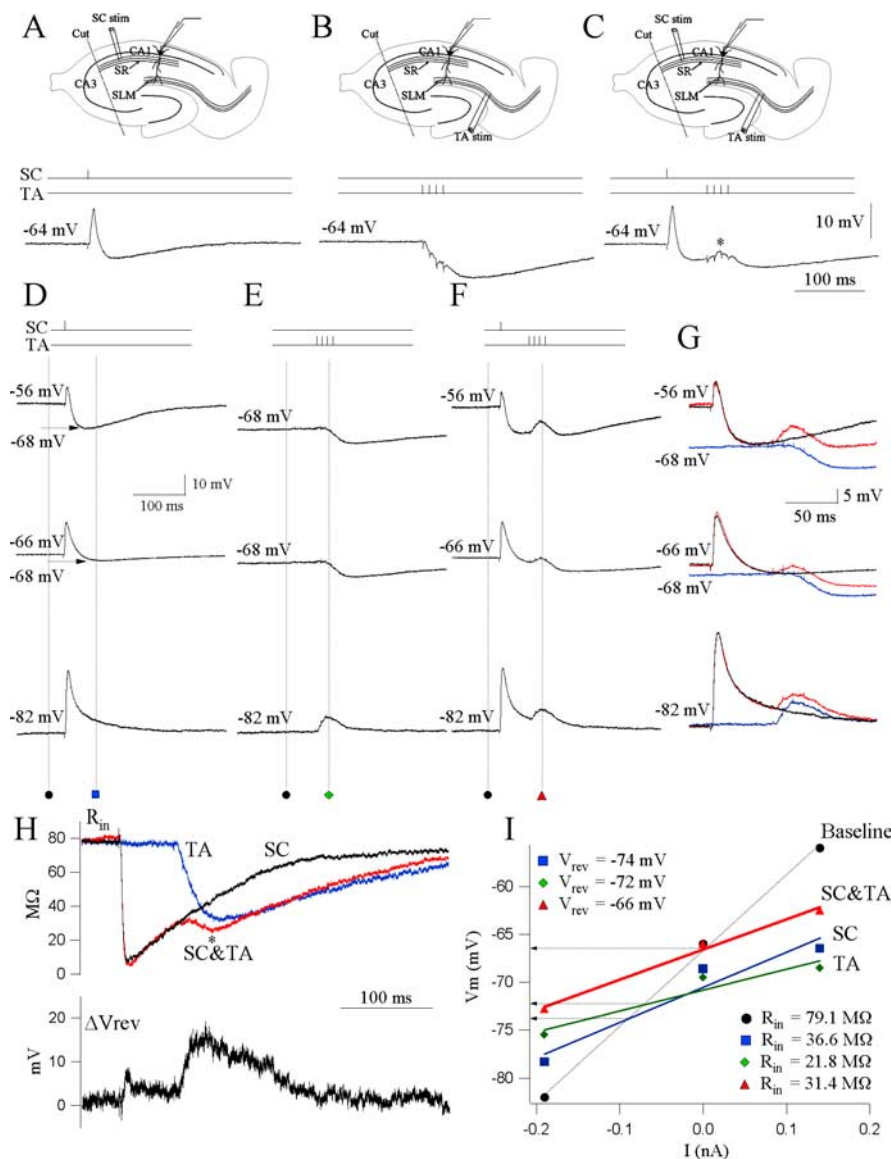 A
B
C
SC stim
Cut
CA1
SR
CA3
SLM
Cut
CA1
SR
CA3
SLM
TA stim
Cut
CA1
SR
CA3
SLM
TA stim
SC
TA
-64 mV
-64 mV
-64 mV
*
10 mV
100 ms
D
E
F
G
SC
TA
-56 mV
-68 mV
-68 mV
-56 mV
-56 mV
-68 mV
10 mV
100 ms
5 mV
50 ms
-66 mV
-68 mV
-68 mV
-66 mV
-66 mV
-68 mV
-82 mV
-82 mV
-82 mV
-82 mV
H
Rin
80
60
40
20
0
MΩ
TA
SC
*
SC&TA
100 ms
ΔVrev
20
10
0
mV
I
Baseline
Vrev = -74 mV
Vrev = -72 mV
Vrev = -66 mV
SC&TA
SC
TA
Rin = 79.1 MΩ
Rin = 36.6 MΩ
Rin = 21.8 MΩ
Rin = 31.4 MΩ
-60
-65
-70
-75
-80
Vm (mV)
-0.2
-0.1
0.0
0.1
0.2
I (nA)